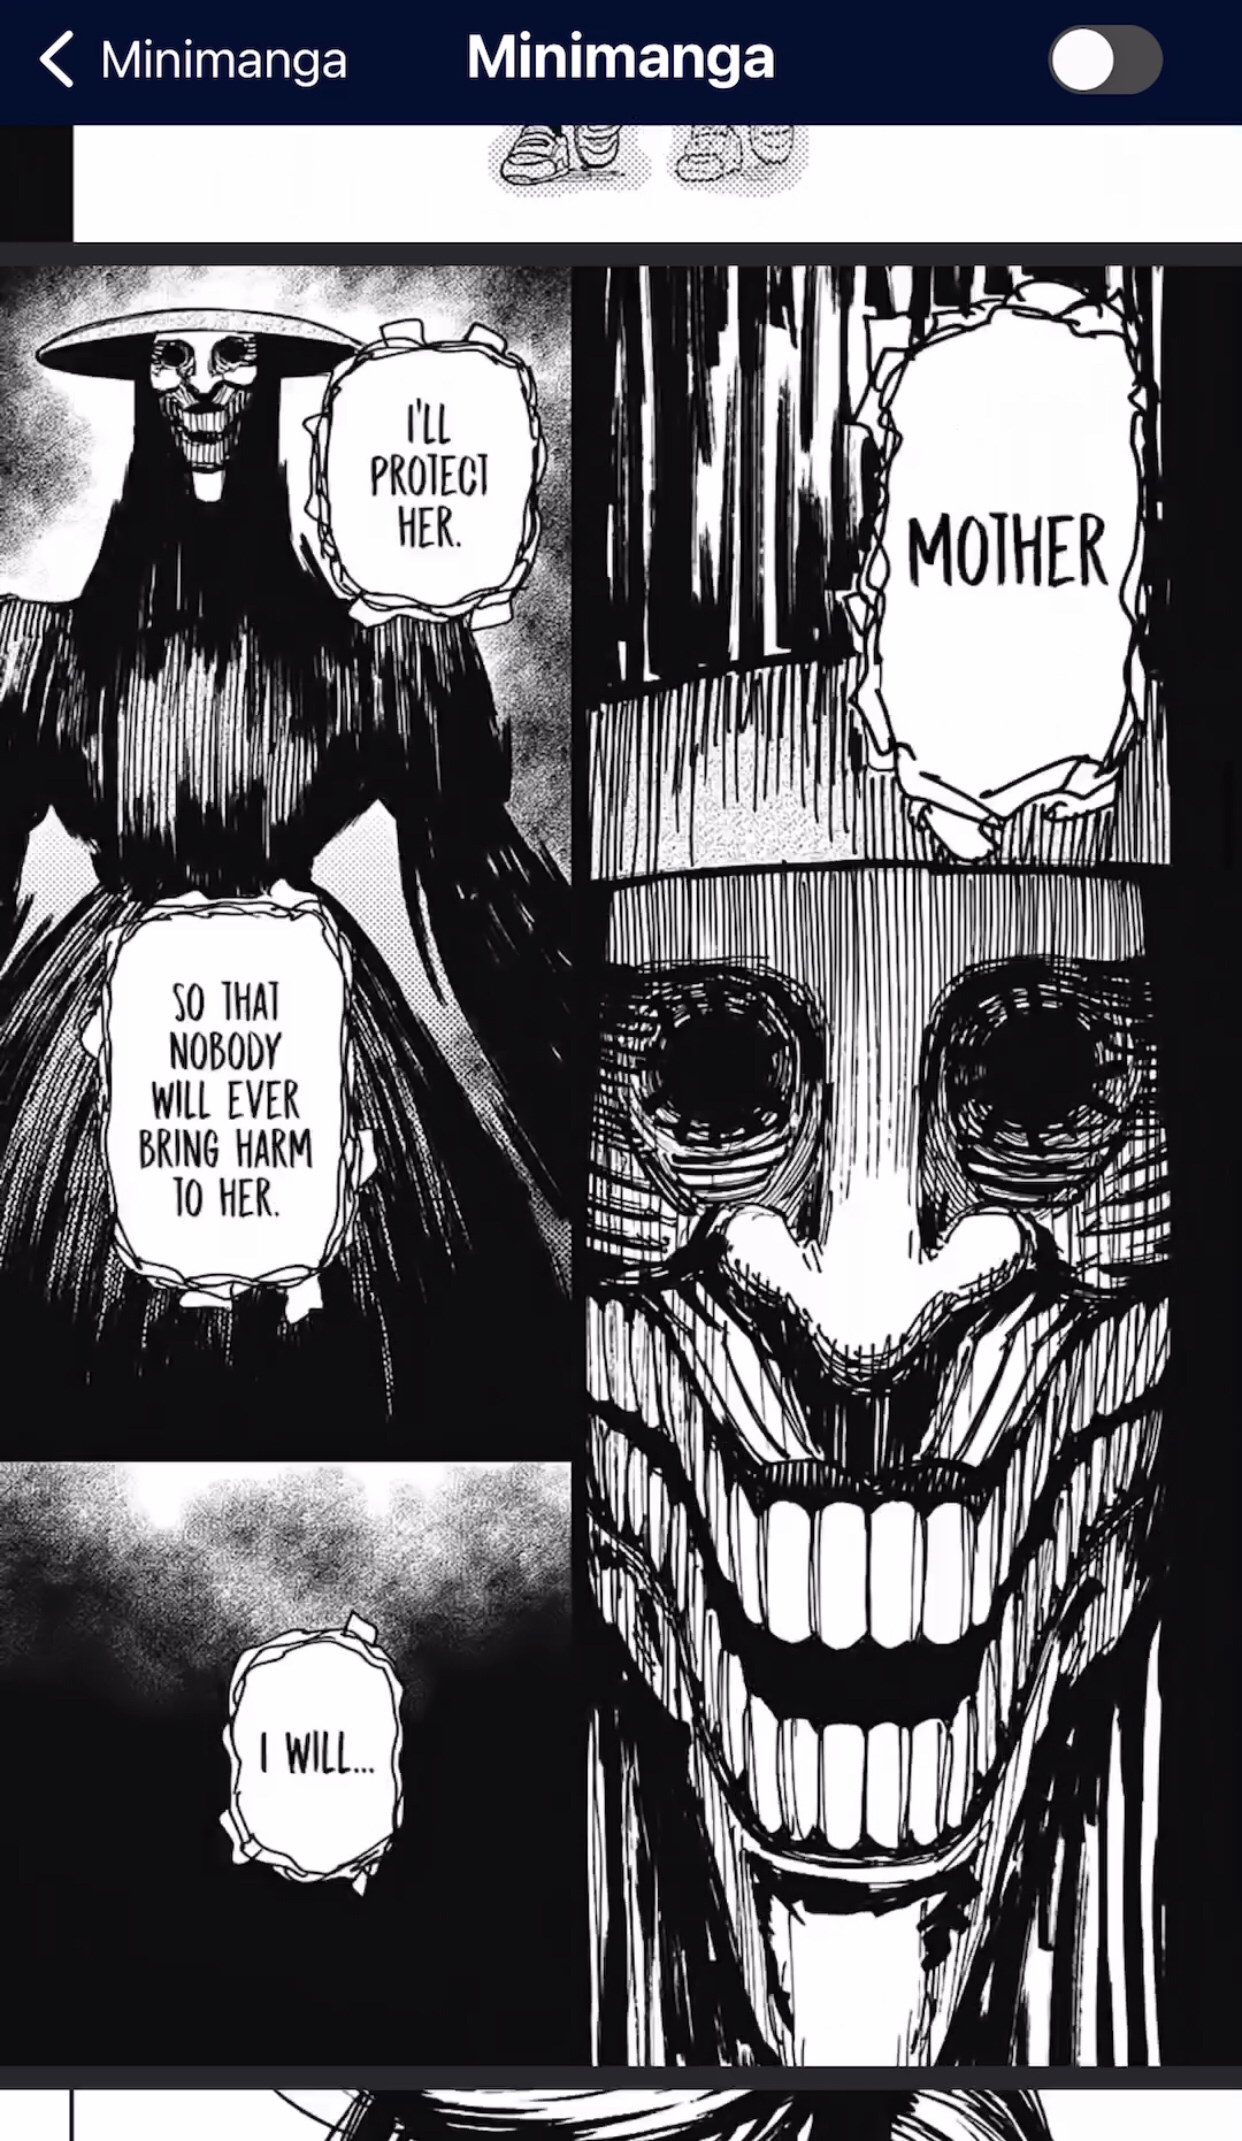 Minimanga
Minimanga
MOTHER
I'LL
PROTECT
HER.
SO THAT
NOBODY
WILL EVER
BRING HARM
TO HER.
I WILL...